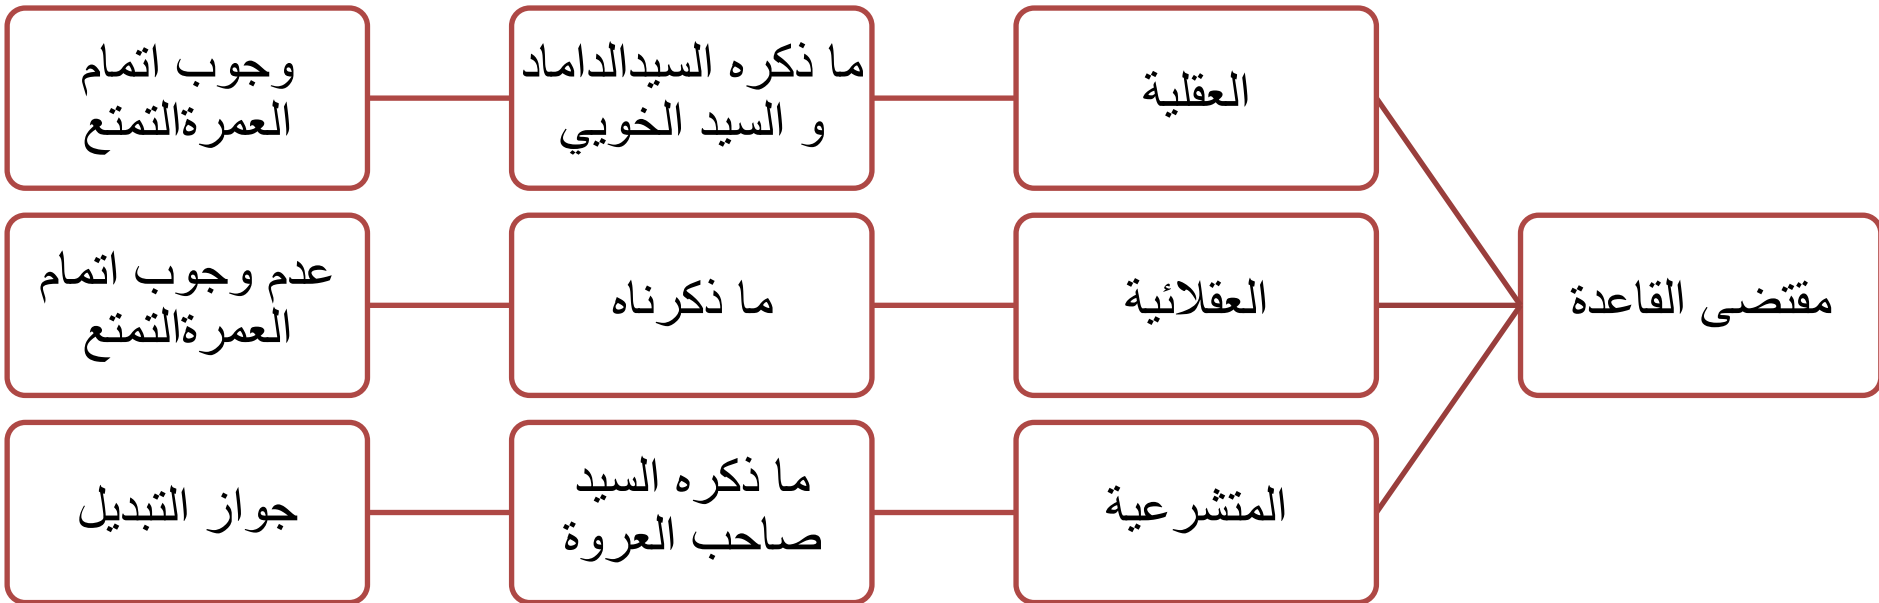 مقتضى القاعدة
العقلية
ما ذكره السيدالداماد
و السيد الخويي
وجوب اتمام
العمرةالتمتع
العقلائية
ما ذكرناه
عدم وجوب اتمام
العمرةالتمتع
المتشرعية
ما ذكره السيد
صاحب العروة
جواز التبديل